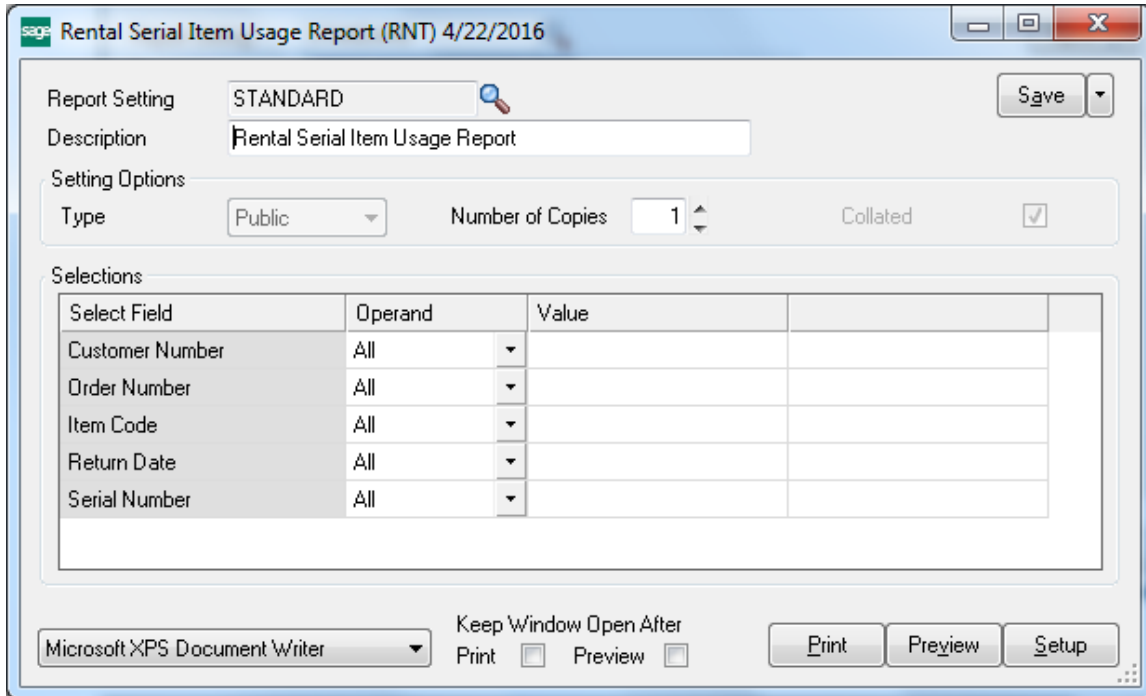 sage Rental Serial Item Usage Report (RNT) 4/22/2016
Report Setting STANDARD Save
Description Rental Serial Item Usage Report
Setting Options
Type Public Number of Copies 1 Collated
Selections
Select Field Operand Value
Customer Number All
Order Number All
Item Code All
Return Date All
Serial Number All
Keep Window Open After
Microsoft XPS Document Writer Print Preview Print Preview Setup